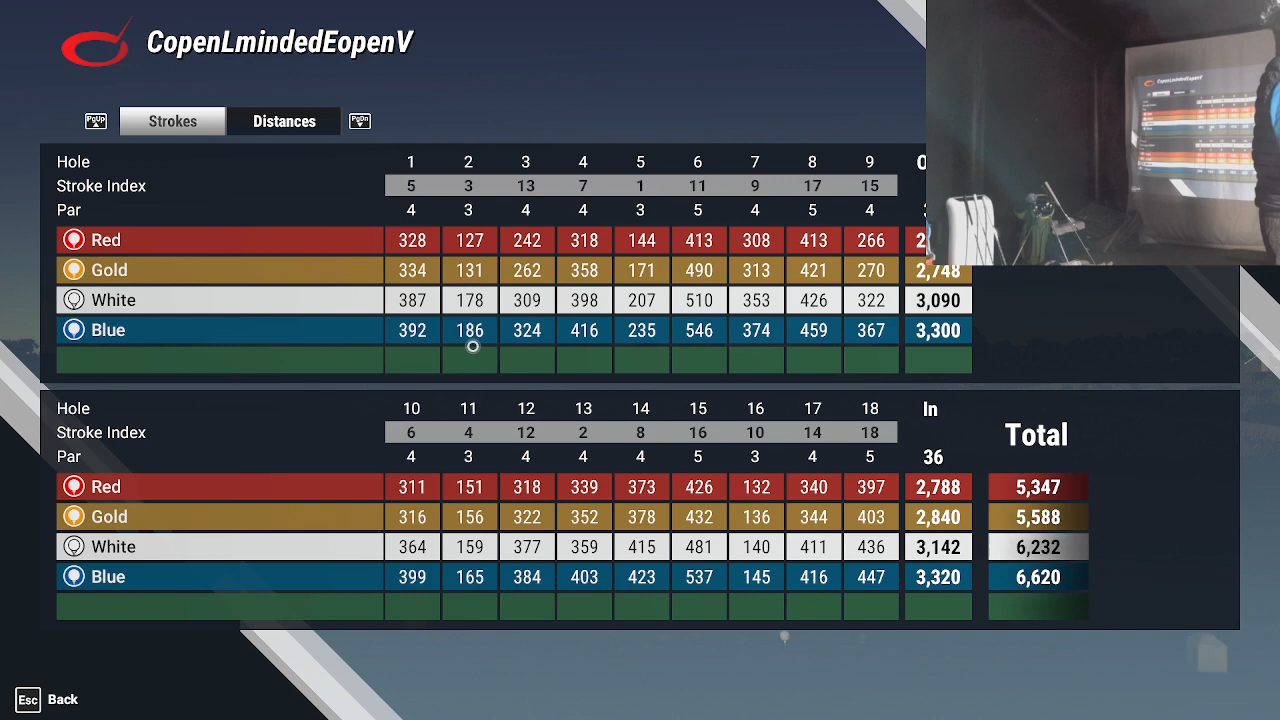 CopenLmindedEopenV
PgUp Strokes Distances PgDn
Hole 1 2 3 4 5 6 7 8 9
Stroke Index 5 3 13 7 1 11 9 17 15
Par 4 3 4 4 3 5 4 5 4
Red 328 127 242 318 144 413 308 413 266
Gold 334 131 262 358 171 490 313 421 270 2,748
White 387 178 309 398 207 510 353 426 322 3,090
Blue 392 186 324 416 235 546 374 459 367 3,300
Hole 10 11 12 13 14 15 16 17 18 In
Stroke Index 6 4 12 2 8 16 10 14 18 Total
Par 4 3 4 4 4 5 3 4 5 36
Red 311 151 318 339 373 426 132 340 397 2,788 5,347
Gold 316 156 322 352 378 432 136 344 403 2,840 5,588
White 364 159 377 359 415 481 140 411 436 3,142 6,232
Blue 399 165 384 403 423 537 145 416 447 3,320 6,620
Esc Back